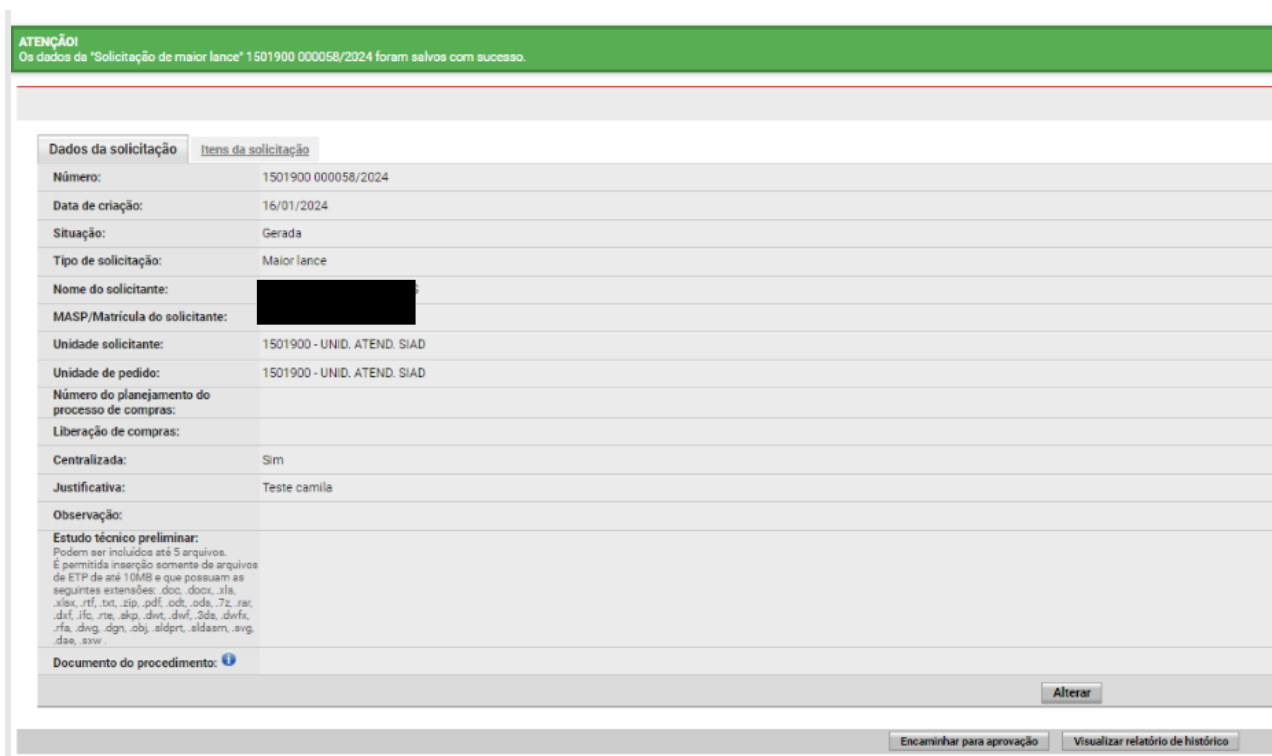 ATENÇÃO!
Os dados da "Solicitação de maior lance" 1501900 000058/2024 foram salvos com sucesso.
Dados da solicitação Itens da solicitação
Número: 1501900 000058/2024
Data de criação: 16/01/2024
Situação: Gerada
Tipo de solicitação: Maior lance
Nome do solicitante: S
MASP/Matrícula do solicitante:
Unidade solicitante: 1501900 - UNID. ATEND. SIAD
Unidade de pedido: 1501900 - UNID. ATEND. SIAD
Número do planejamento do
processo de compras:
Liberação de compras:
Centralizada: Sim
Justificativa: Teste camila
Observação:
Estudo técnico preliminar:
Podem ser incluídos até 5 arquivos.
É permitida inserção somente de arquivos
de ETP de até 10MB e que possuam as
seguintes extensões: .doc, .docx, .xls,
.xlsx, .rtf, .txt, .zip, .pdf, .odt, .ods, .7z, .rar,
.dxf, .ifc, .rte, .skp, .dwt, .dwf, .3ds, .dwfx,
.rfa, .dwg, .dgn, .obj, .sldprt, .sldasm, .svg,
.dae, .sxw .
Documento do procedimento:
Alterar
Encaminhar para aprovação Visualizar relatório de histórico